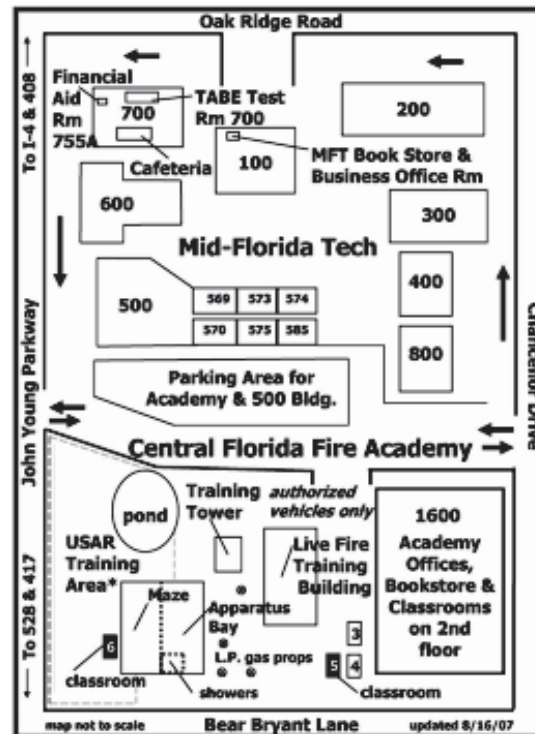 Oak Ridge Road
To I-4 & 408
Financial
Aid
Rm
755A
700
TABE Test
Rm 700
Cafeteria
100
MFT Book Store &
Business Office Rm
200
600
300
Mid-Florida Tech
400
500
569
573
574
570
575
585
800
Parking Area for
Academy & 500 Bldg.
John Young Parkway
Chancellor Drive
Central Florida Fire Academy
pond
Training
Tower
authorized
vehicles only
1600
Academy
Offices,
Bookstore &
Classrooms
on 2nd
floor
USAR
Training
Area*
Live Fire
Training
Building
Maze
Apparatus
Bay
6
classroom
L.P. gas props
showers
3
5
4
classroom
To 528 & 417
map not to scale
Bear Bryant Lane
updated 8/16/07